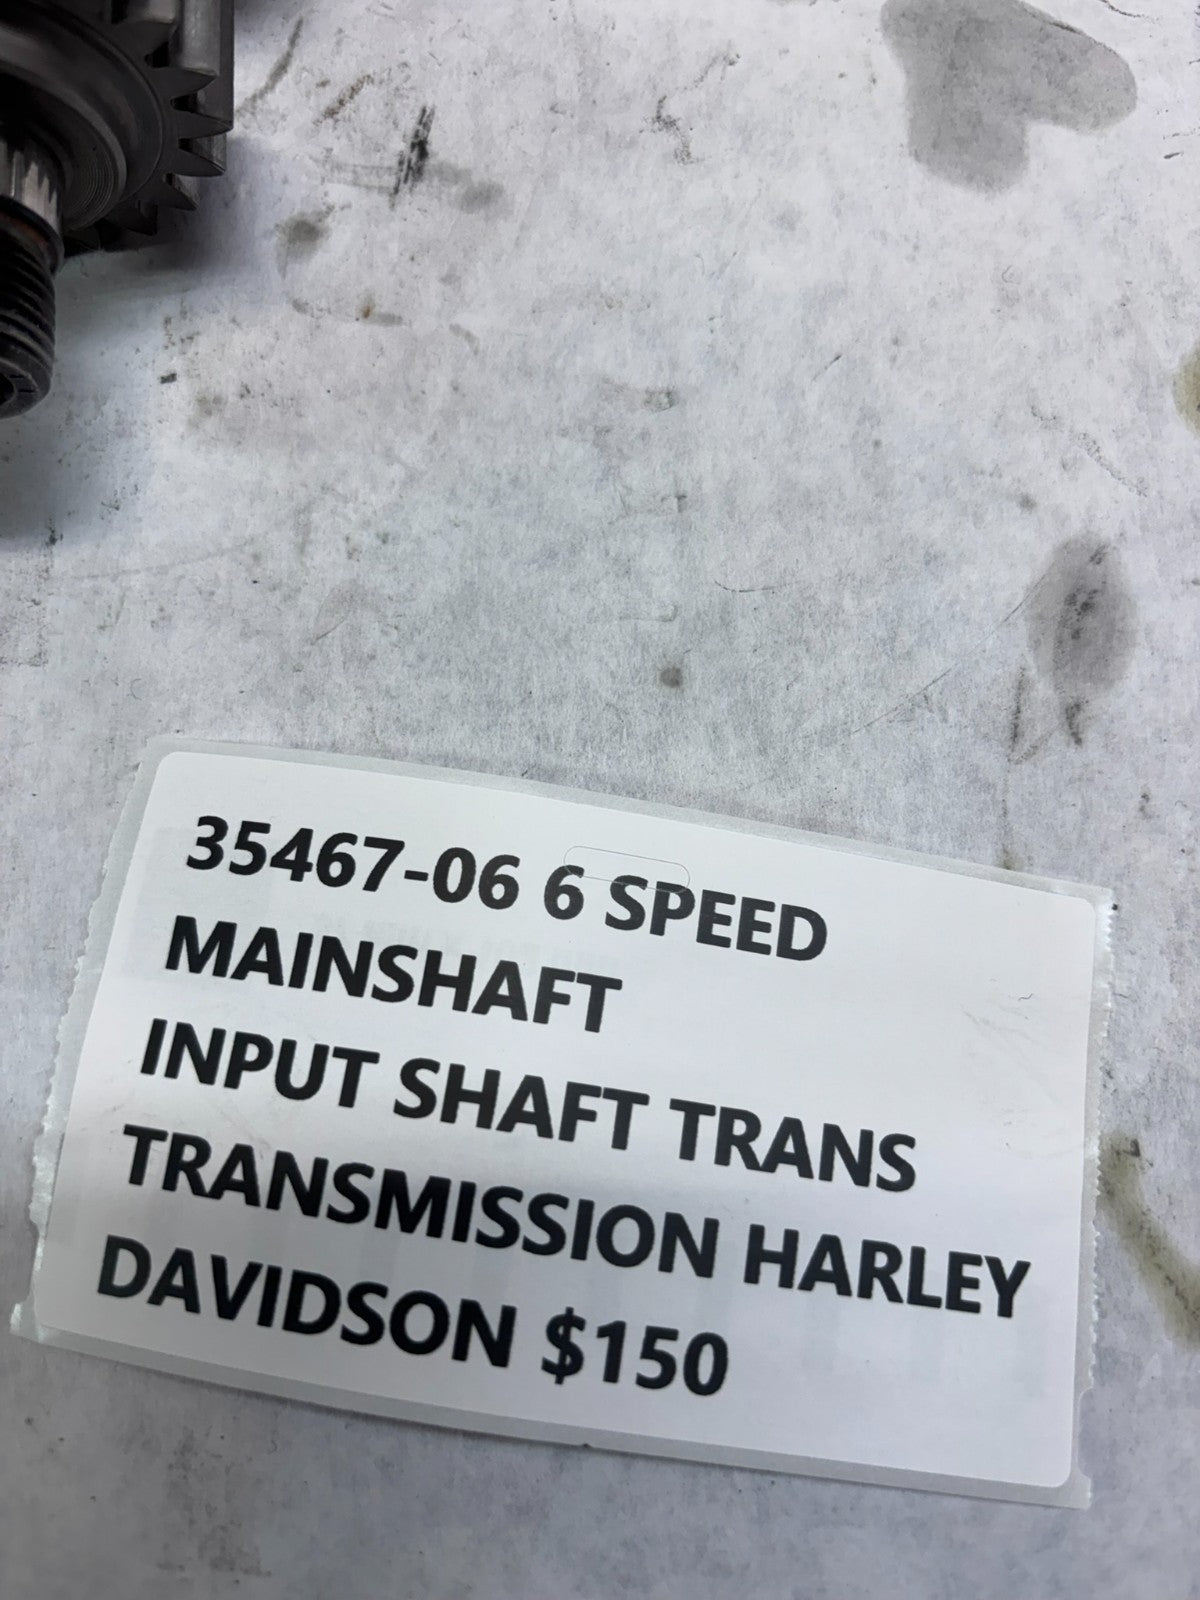 35467-06 6 SPEED
MAINSHAFT
INPUT SHAFT TRANS
TRANSMISSION HARLEY
DAVIDSON $150